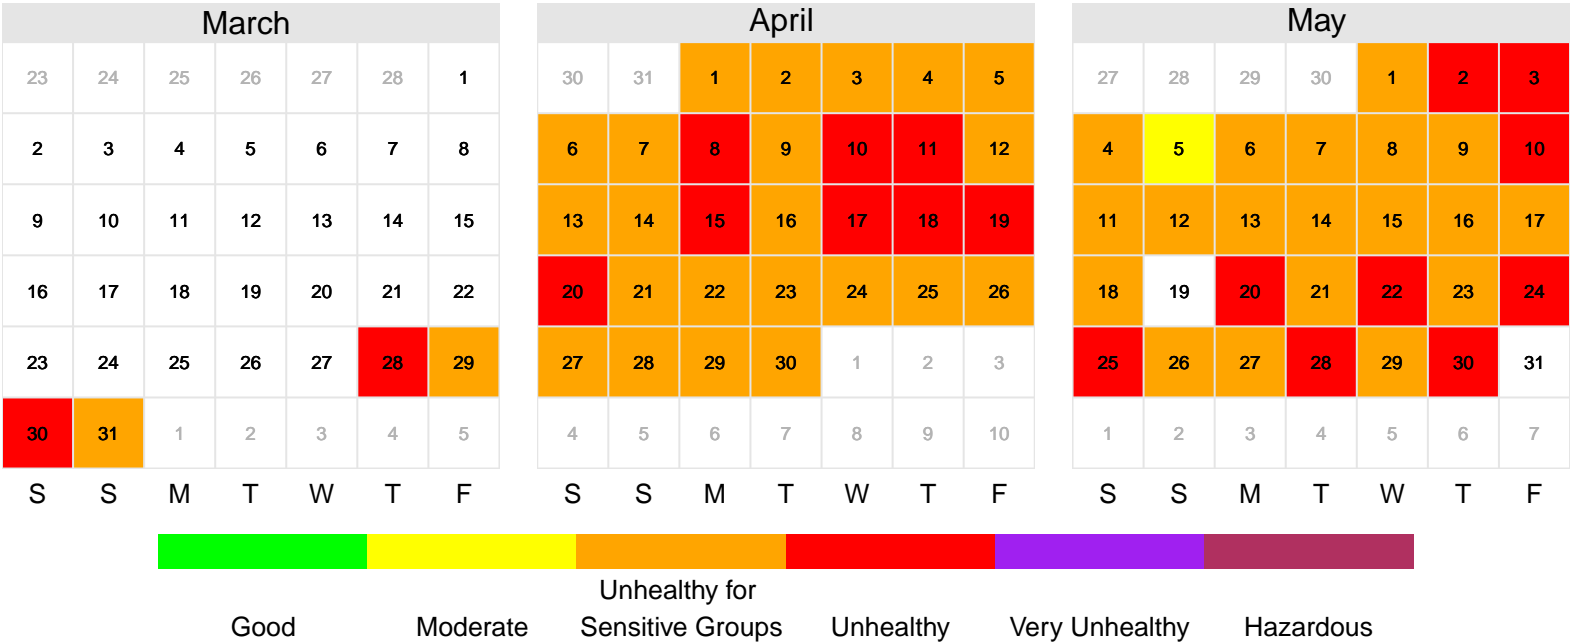 March
23 24 25 26 27 28 1
2 3 4 5 6 7 8
9 10 11 12 13 14 15
16 17 18 19 20 21 22
23 24 25 26 27 28 29
30 31 1 2 3 4 5
S S M T W T F
April
30 31 1 2 3 4 5
6 7 8 9 10 11 12
13 14 15 16 17 18 19
20 21 22 23 24 25 26
27 28 29 30 1 2 3
4 5 6 7 8 9 10
S S M T W T F
May
27 28 29 30 1 2 3
4 5 6 7 8 9 10
11 12 13 14 15 16 17
18 19 20 21 22 23 24
25 26 27 28 29 30 31
1 2 3 4 5 6 7
S S M T W T F
Good
Moderate
Unhealthy for
Sensitive Groups
Unhealthy
Very Unhealthy
Hazardous